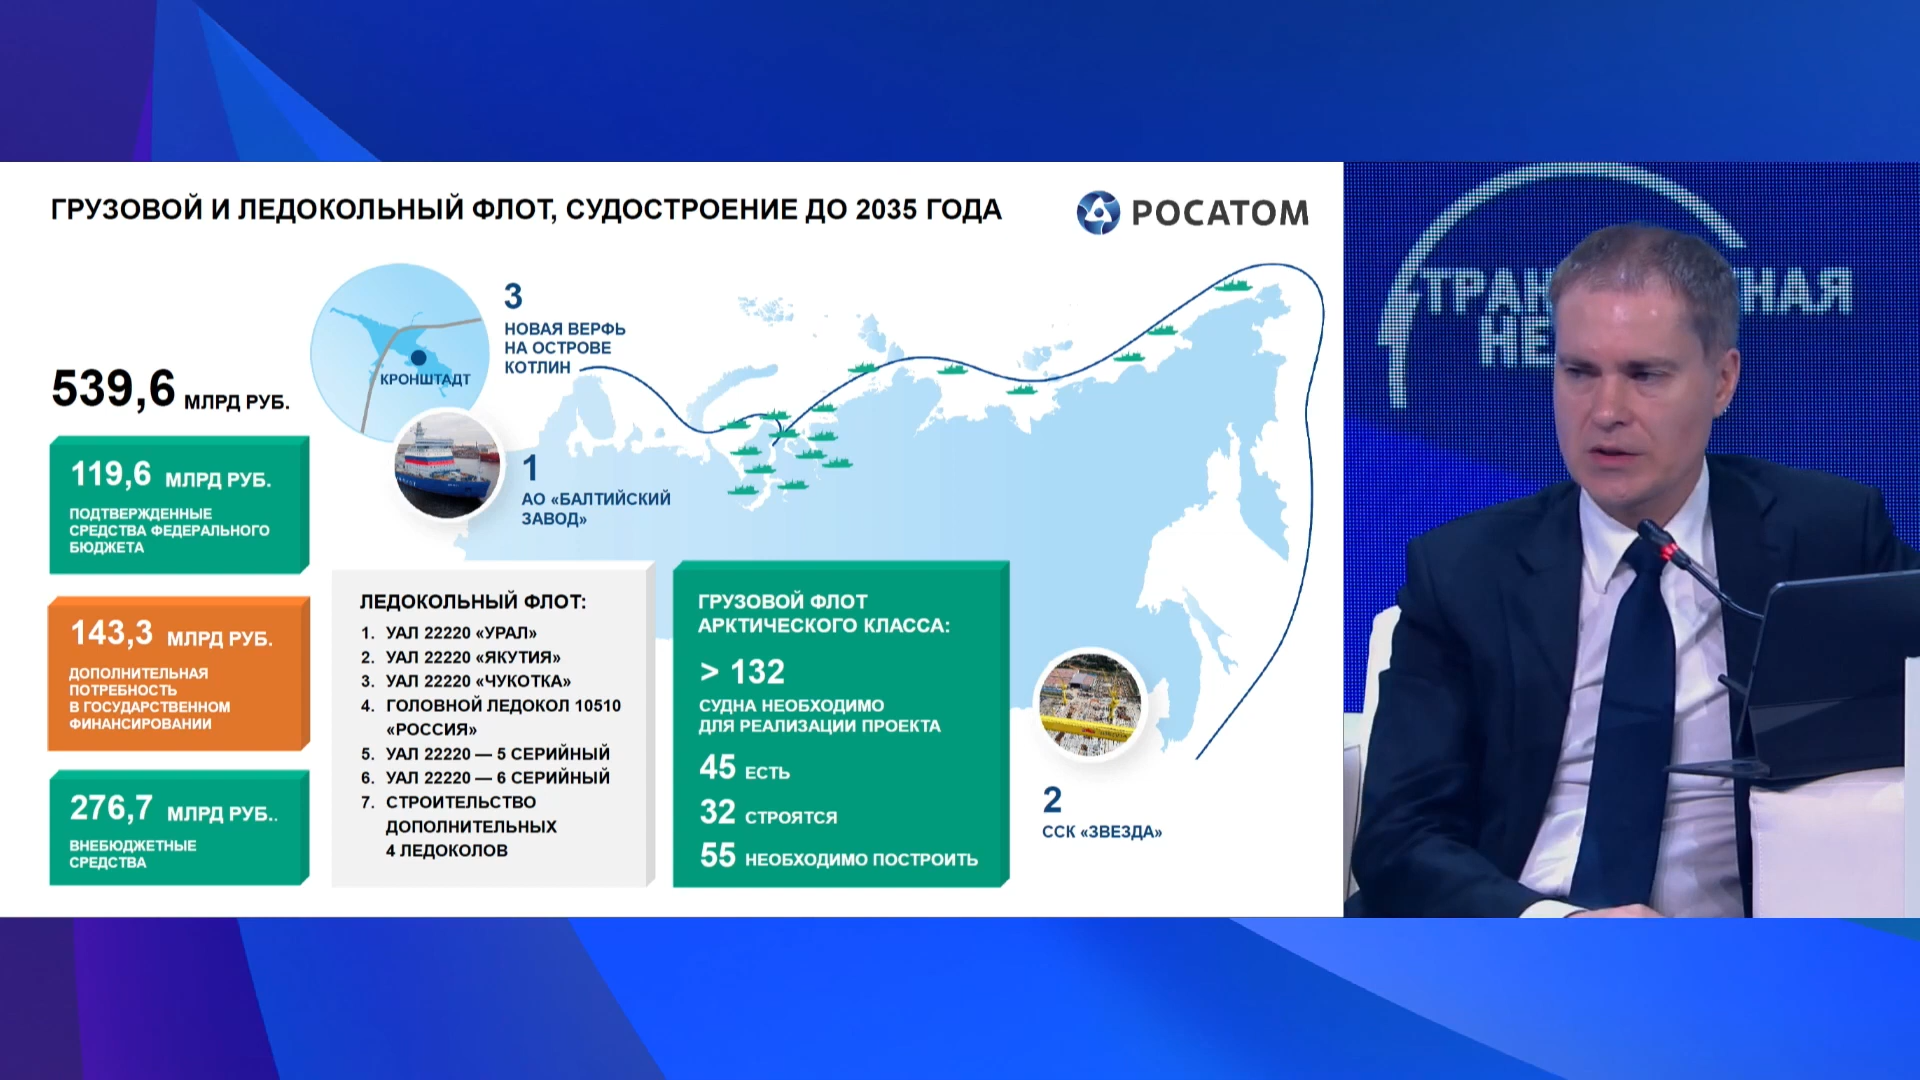 ГРУЗОВОЙ И ЛЕДОКОЛЬНЫЙ ФЛОТ, СУДОСТРОЕНИЕ ДО 2035 ГОДА
РОСАТОМ
539,6 МЛРД РУБ.
119,6 МЛРД РУБ.
ПОДТВЕРЖДЕННЫЕ
СРЕДСТВА ФЕДЕРАЛЬНОГО
БЮДЖЕТА
143,3 МЛРД РУБ.
ДОПОЛНИТЕЛЬНАЯ
ПОТРЕБНОСТЬ
В ГОСУДАРСТВЕННОМ
ФИНАНСИРОВАНИИ
276,7 МЛРД РУБ..
ВНЕБЮДЖЕТНЫЕ
СРЕДСТВА
КРОНШТАДТ
3
НОВАЯ ВЕРФЬ
НА ОСТРОВЕ
КОТЛИН
1
АО «БАЛТИЙСКИЙ
ЗАВОД»
ЛЕДОКОЛЬНЫЙ ФЛОТ:
1. УАЛ 22220 «УРАЛ»
2. УАЛ 22220 «ЯКУТИЯ»
3. УАЛ 22220 «ЧУКОТКА»
4. ГОЛОВНОЙ ЛЕДОКОЛ 10510
«РОССИЯ»
5. УАЛ 22220 — 5 СЕРИЙНЫЙ
6. УАЛ 22220 — 6 СЕРИЙНЫЙ
7. СТРОИТЕЛЬСТВО
ДОПОЛНИТЕЛЬНЫХ
4 ЛЕДОКОЛОВ
ГРУЗОВОЙ ФЛОТ
АРКТИЧЕСКОГО КЛАССА:
> 132
СУДНА НЕОБХОДИМО
ДЛЯ РЕАЛИЗАЦИИ ПРОЕКТА
45 ЕСТЬ
32 СТРОЯТСЯ
55 НЕОБХОДИМО ПОСТРОИТЬ
2
ССК «ЗВЕЗДА»